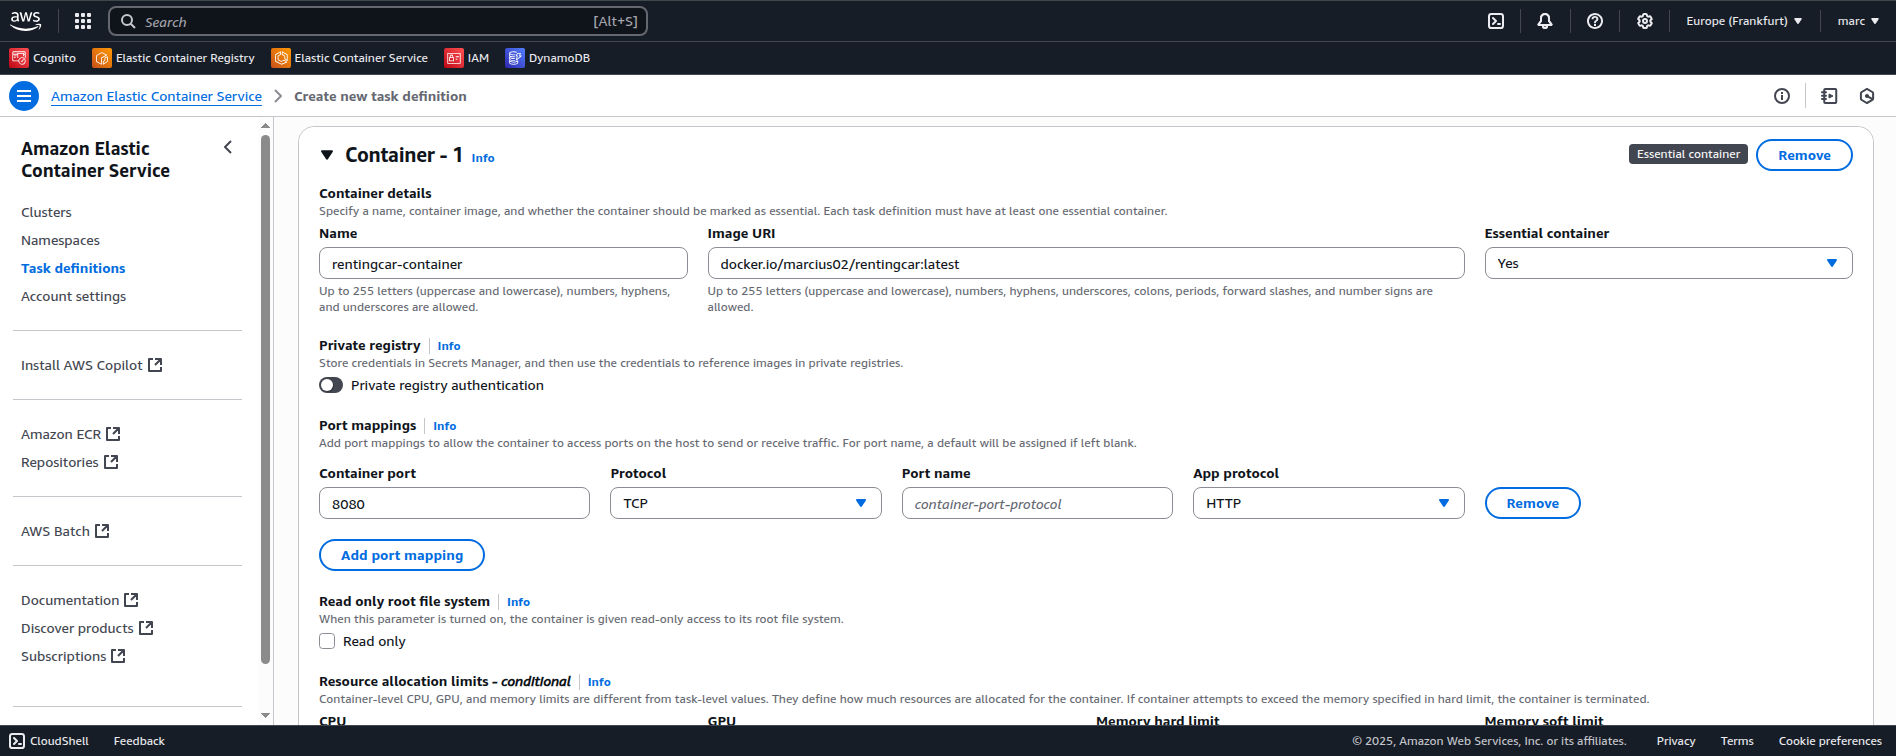 aws
Search
[Alt+S]
Europe (Frankfurt)
marc
Cognito
Elastic Container Registry
Elastic Container Service
IAM
DynamoDB
Amazon Elastic Container Service
Create new task definition
Amazon Elastic
Container Service
Clusters
Namespaces
Task definitions
Account settings
Install AWS Copilot
Amazon ECR
Repositories
AWS Batch
Documentation
Discover products
Subscriptions
Container - 1 Info
Essential container
Remove
Container details
Specify a name, container image, and whether the container should be marked as essential. Each task definition must have at least one essential container.
Name
rentingcar-container
Up to 255 letters (uppercase and lowercase), numbers, hyphens,
and underscores are allowed.
Image URI
docker.io/marcius02/rentingcar:latest
Up to 255 letters (uppercase and lowercase), numbers, hyphens, underscores, colons, periods, forward slashes, and number signs are
allowed.
Essential container
Yes
Private registry Info
Store credentials in Secrets Manager, and then use the credentials to reference images in private registries.
Private registry authentication
Port mappings Info
Add port mappings to allow the container to access ports on the host to send or receive traffic. For port name, a default will be assigned if left blank.
Container port
8080
Protocol
TCP
Port name
container-port-protocol
App protocol
HTTP
Remove
Add port mapping
Read only root file system Info
When this parameter is turned on, the container is given read-only access to its root file system.
Read only
Resource allocation limits - conditional Info
Container-level CPU, GPU, and memory limits are different from task-level values. They define how much resources are allocated for the container. If container attempts to exceed the memory specified in hard limit, the container is terminated.
CPU
GPU
Memory hard limit
Memory soft limit
CloudShell
Feedback
© 2025, Amazon Web Services, Inc. or its affiliates.
Privacy
Terms
Cookie preferences